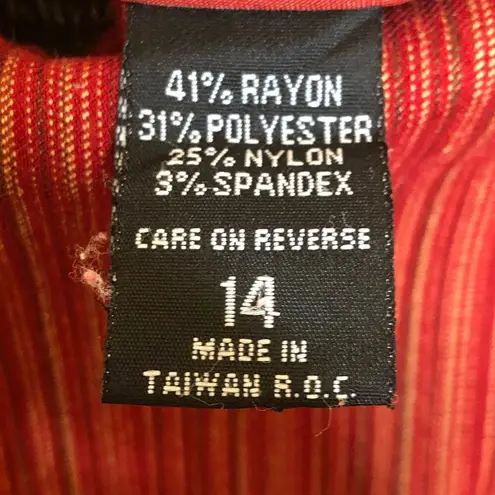 41% RAYON
31% POLYESTER
25% NYLON
3% SPANDEX
CARE ON REVERSE
14
MADE IN
TAIWAN R.O.C.